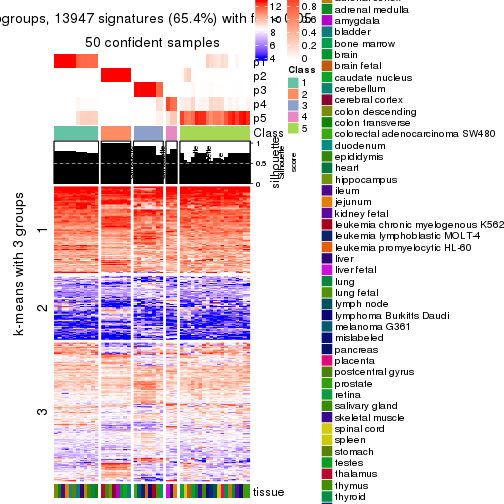 groups, 13947 signatures (65.4%) with f
50 confident samples
p1
p2
p3
p4
p5
Class
1
0.5
0
silhouette
score
12
10
8
6
4
0.8
0.6
0.4
0.2
0
Class
1
2
3
4
5
k-means with 3 groups
1
2
3
tissue
adrenal medulla
amygdala
bladder
bone marrow
brain
brain fetal
caudate nucleus
cerebellum
cerebral cortex
colon descending
colon transverse
colorectal adenocarcinoma SW480
duodenum
epididymis
heart
hippocampus
ileum
jejunum
kidney fetal
leukemia chronic myelogenous K562
leukemia lymphoblastic MOLT-4
leukemia promyelocytic HL-60
liver
liver fetal
lung
lung fetal
lymph node
lymphoma Burkitts Daudi
melanoma G361
mislabeled
pancreas
placenta
postcentral gyrus
prostate
retina
salivary gland
skeletal muscle
spinal cord
spleen
stomach
testes
thalamus
thymus
thyroid